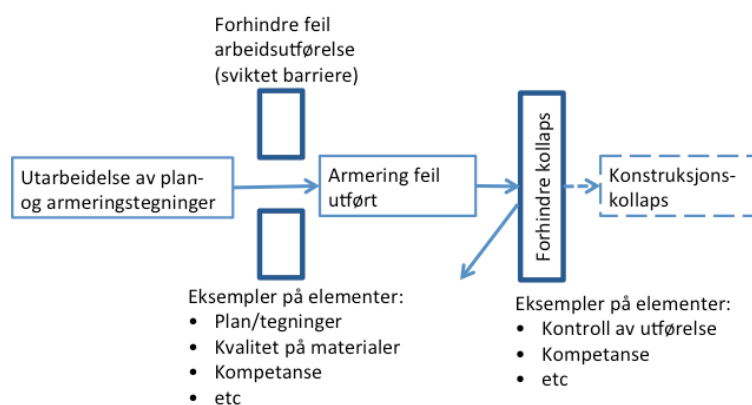 Forhindre feil
arbeidsutførelse
(sviktet barriere)
Utarbeidelse av plan-
og armeringstegninger
Armering feil
utført
Forhindre kollaps
Konstruksjons-
kollaps
Eksempler på elementer:
• Plan/tegninger
• Kvalitet på materialer
• Kompetanse
• etc
Eksempler på elementer:
• Kontroll av utførelse
• Kompetanse
• etc